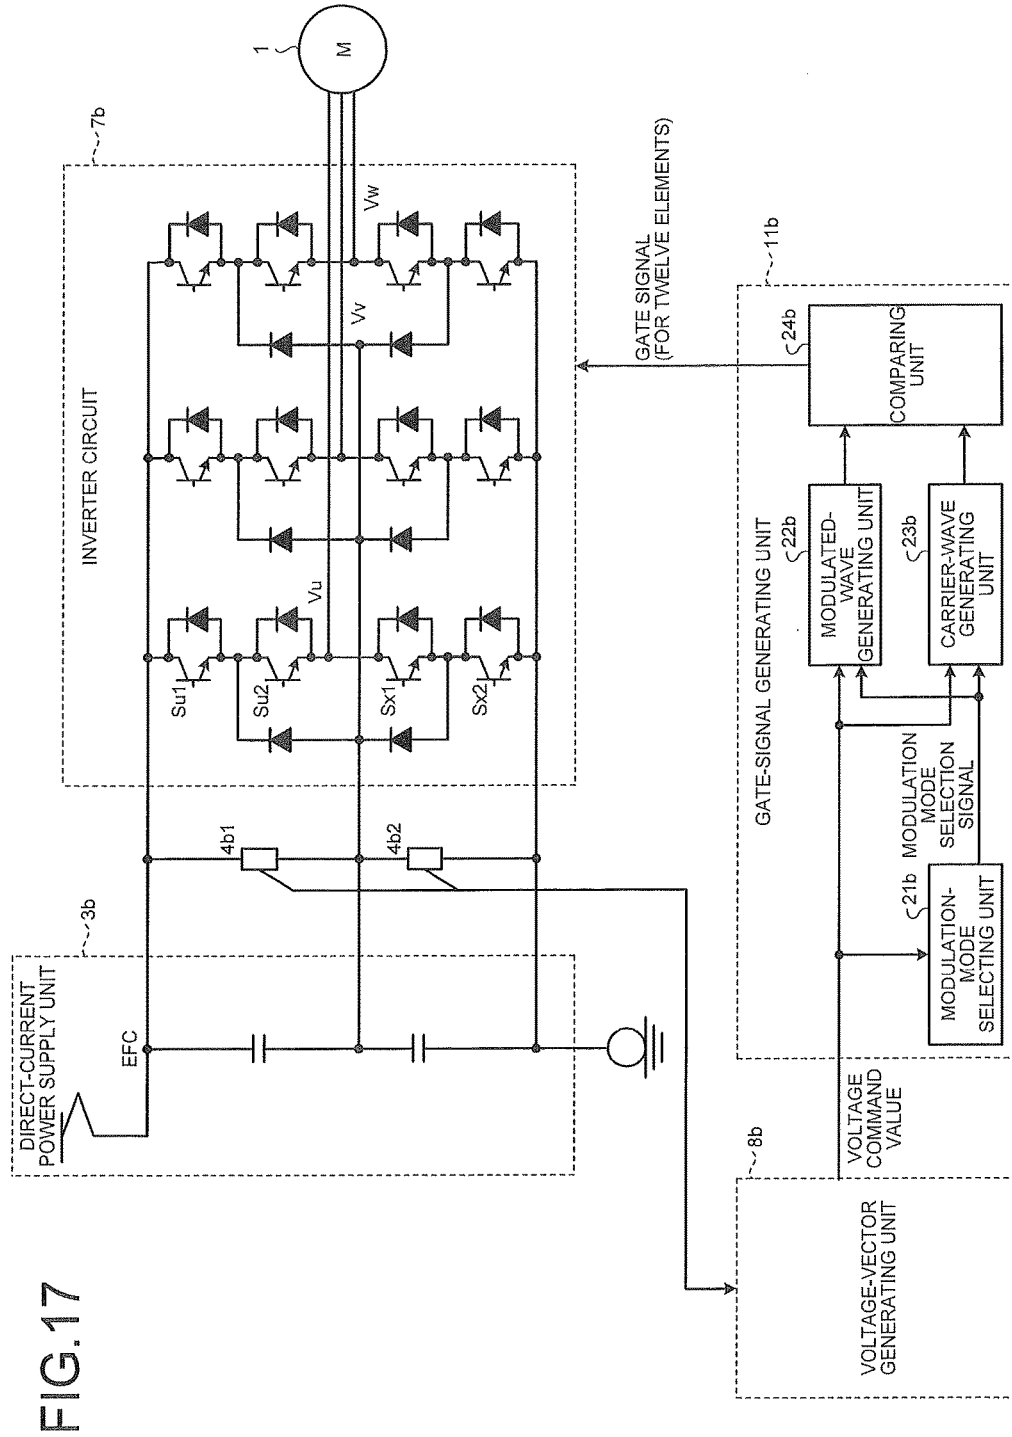 FIG.17
DIRECT-CURRENT
POWER SUPPLY UNIT
3b
EFC
4b1
4b2
INVERTER CIRCUIT
7b
Su1
Su2
Sx1
Sx2
Vu
Vv
Vw
1
M
GATE SIGNAL
(FOR TWELVE ELEMENTS)
VOLTAGE-VECTOR
GENERATING UNIT
8b
VOLTAGE
COMMAND
VALUE
GATE-SIGNAL GENERATING UNIT
11b
MODULATION-
MODE
SELECTING UNIT
21b
MODULATION
MODE
SELECTION
SIGNAL
MODULATED-
WAVE
GENERATING UNIT
22b
CARRIER-WAVE
GENERATING
UNIT
23b
COMPARING
UNIT
24b